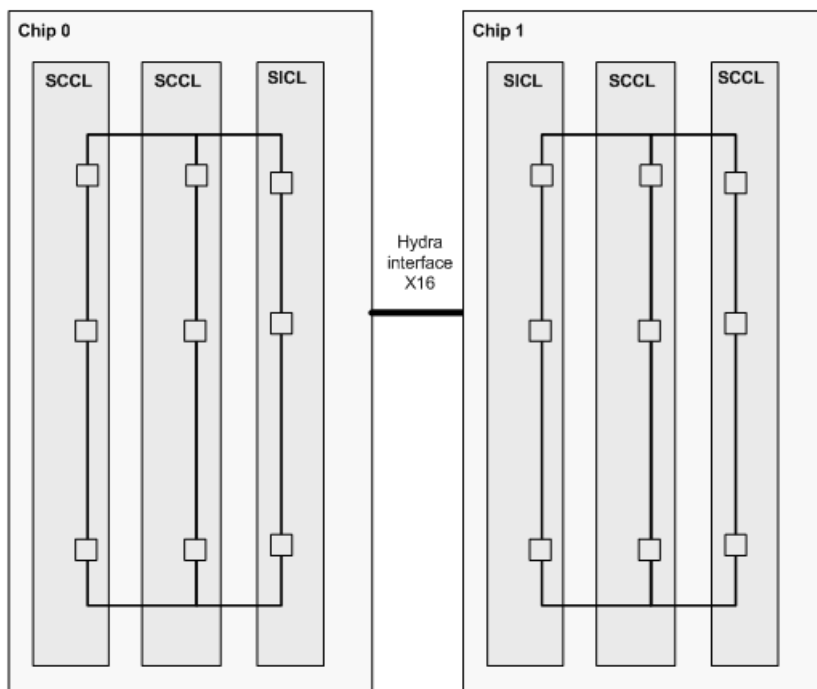 Chip 0
SCCL
SCCL
SICL
Hydra
interface
X16
Chip 1
SICL
SCCL
SCCL